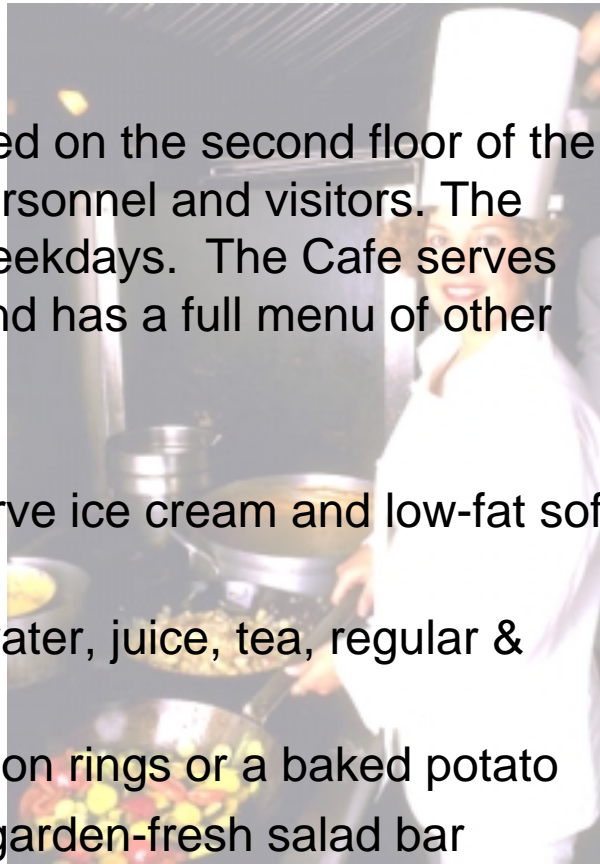 ed on the second floor of the
rsonnel and visitors. The
eekdays.  The Cafe serves
nd has a full menu of other
rve ice cream and low-fat sof
ater, juice, tea, regular &
on rings or a baked potato
garden-fresh salad bar